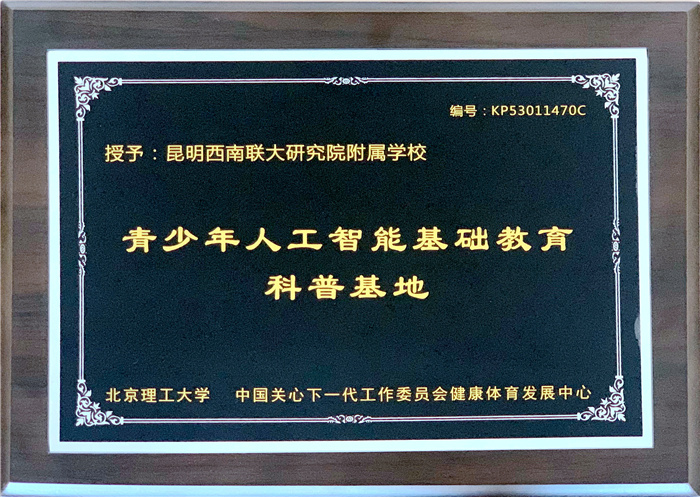 编号：KP53011470C
授予：昆明西南联大研究院附属学校
青少年人工智能基础教育
科普基地
北京理工大学 中国关心下一代工作委员会健康体育发展中心